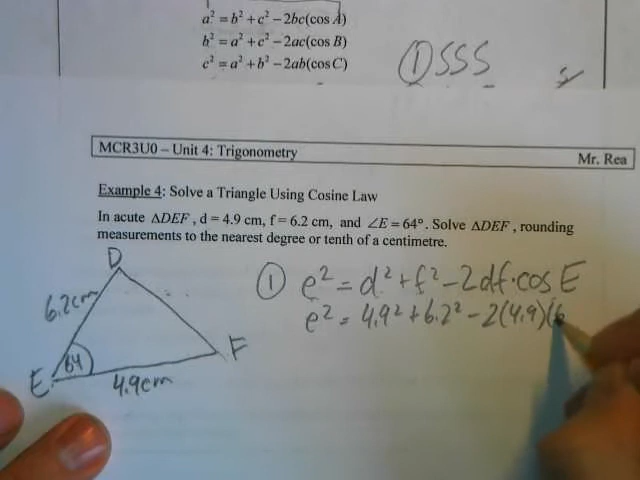 a² = b² + c² – 2bc(cos A)
b² = a² + c² – 2ac(cos B)
c² = a² + b² – 2ab(cos C)
① SSS
MCR3U0 – Unit 4: Trigonometry
Mr. Rea
Example 4: Solve a Triangle Using Cosine Law
In acute ΔDEF, d = 4.9 cm, f = 6.2 cm, and ∠E = 64°. Solve ΔDEF, rounding
measurements to the nearest degree or tenth of a centimetre.
D
6.2cm
64
E
F
4.9cm
① e² = d² + f² – 2df·cos E
e² = 4.9² + 6.2² – 2(4.9)(6